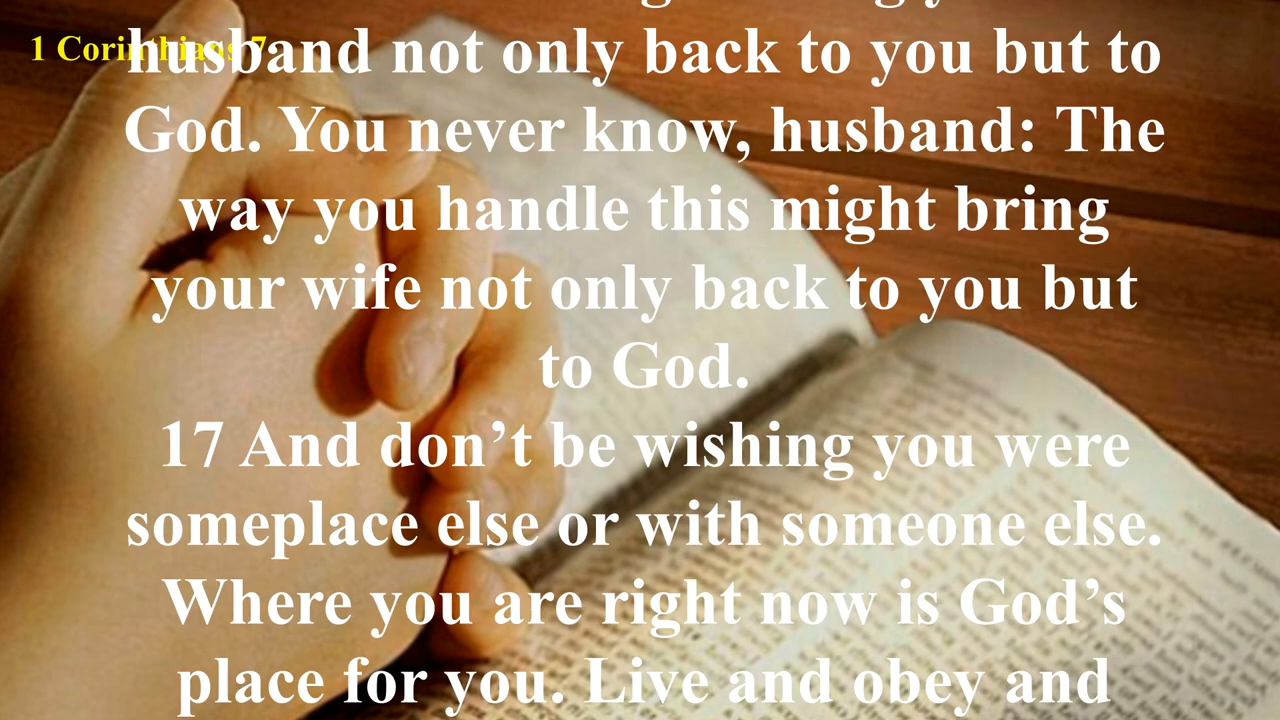 1 Corinthians 7
husband not only back to you but to
God. You never know, husband: The
way you handle this might bring
your wife not only back to you but
to God.
17 And don’t be wishing you were
someplace else or with someone else.
Where you are right now is God’s
place for you. Live and obey and